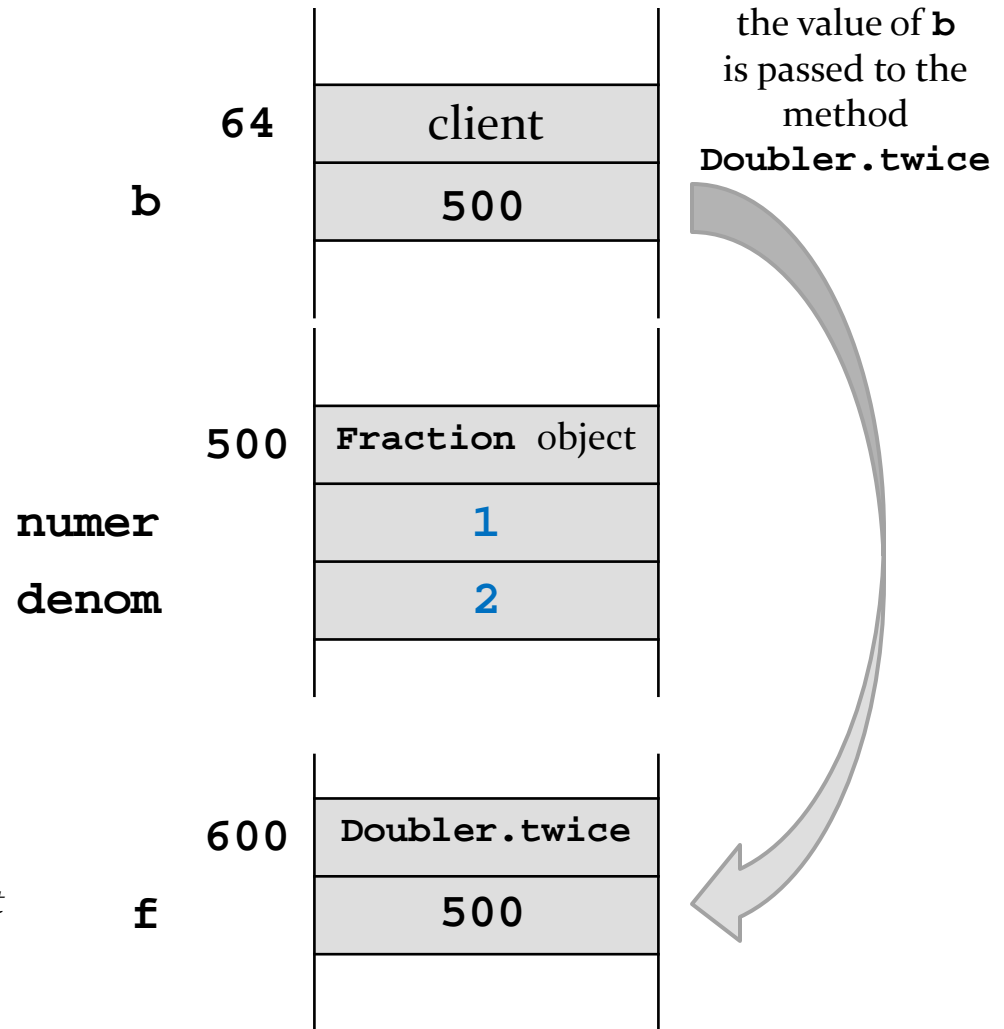 the value of b
is passed to the
method
Doubler.twice
64 client
b 500
500 Fraction object
numer 1
denom 2
600 Doubler.twice
f 500